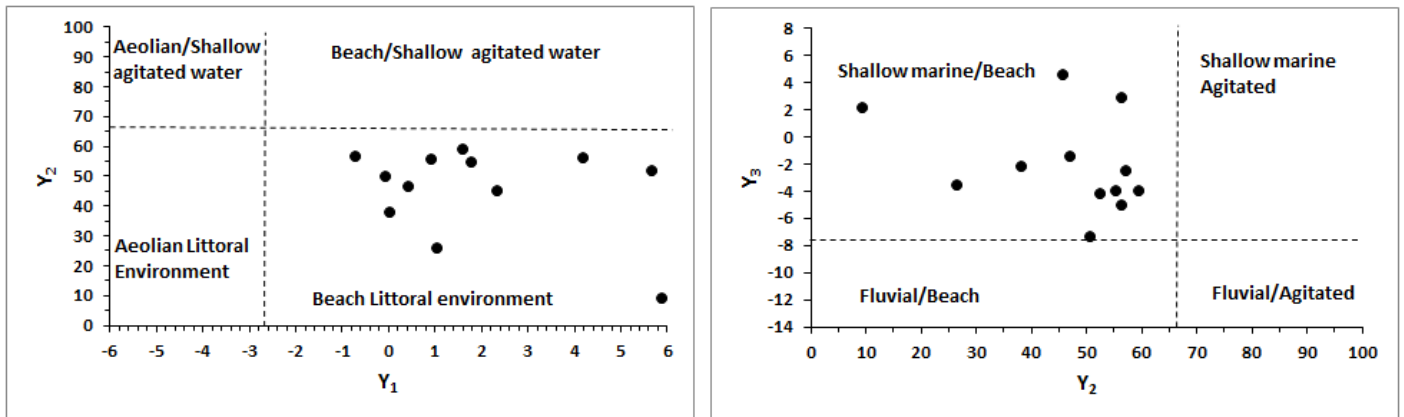 100
90
80
70
60
50
40
30
20
10
0
Y2
Aeolian/Shallow
agitated water
Beach/Shallow agitated water
Aeolian Littoral
Environment
Beach Littoral environment
-6 -5 -4 -3 -2 -1 0 1 2 3 4 5 6
Y1
8
6
4
2
0
-2
-4
-6
-8
-10
-12
-14
Y3
Shallow marine/Beach
Shallow marine
Agitated
Fluvial/Beach
Fluvial/Agitated
0 10 20 30 40 50 60 70 80 90 100
Y2